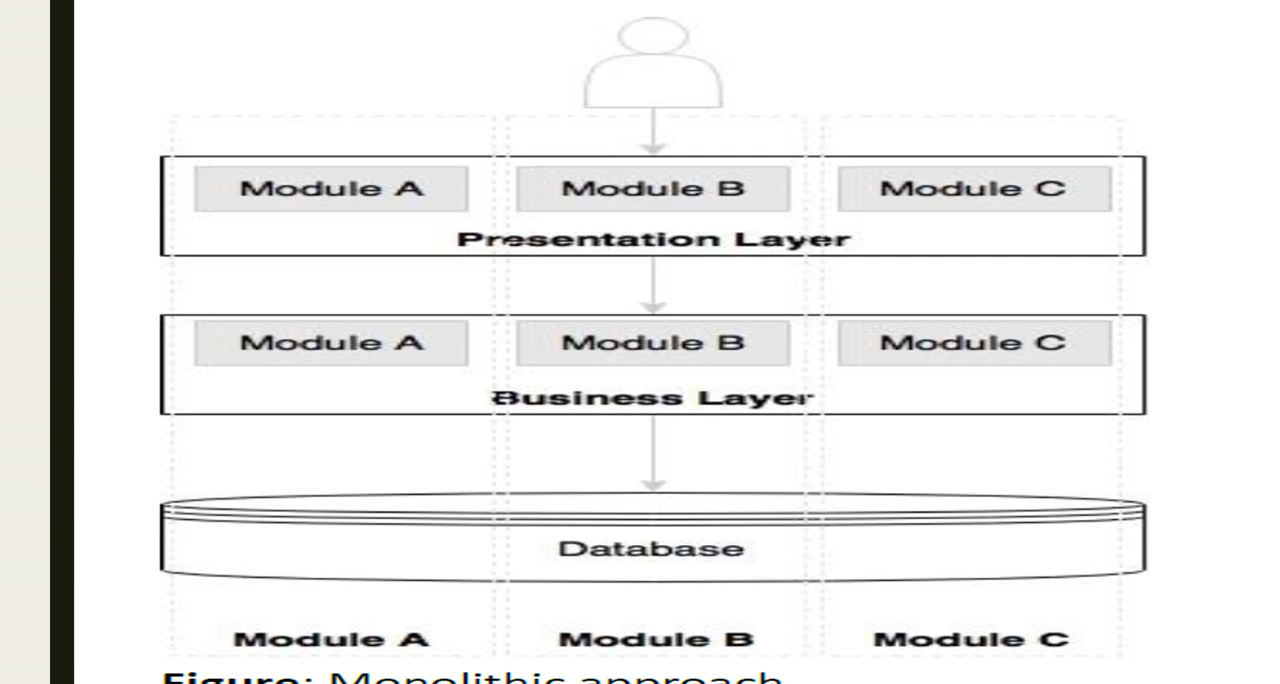 Module A Module B Module C
Presentation Layer
Module A Module B Module C
Business Layer
Database
Module A Module B Module C
Figure: Monolithic approach